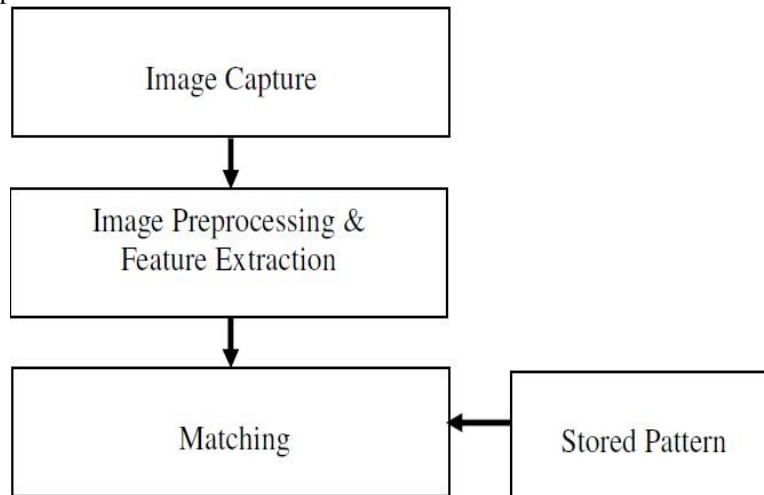 Image Capture
Image Preprocessing &
Feature Extraction
Matching
Stored Pattern